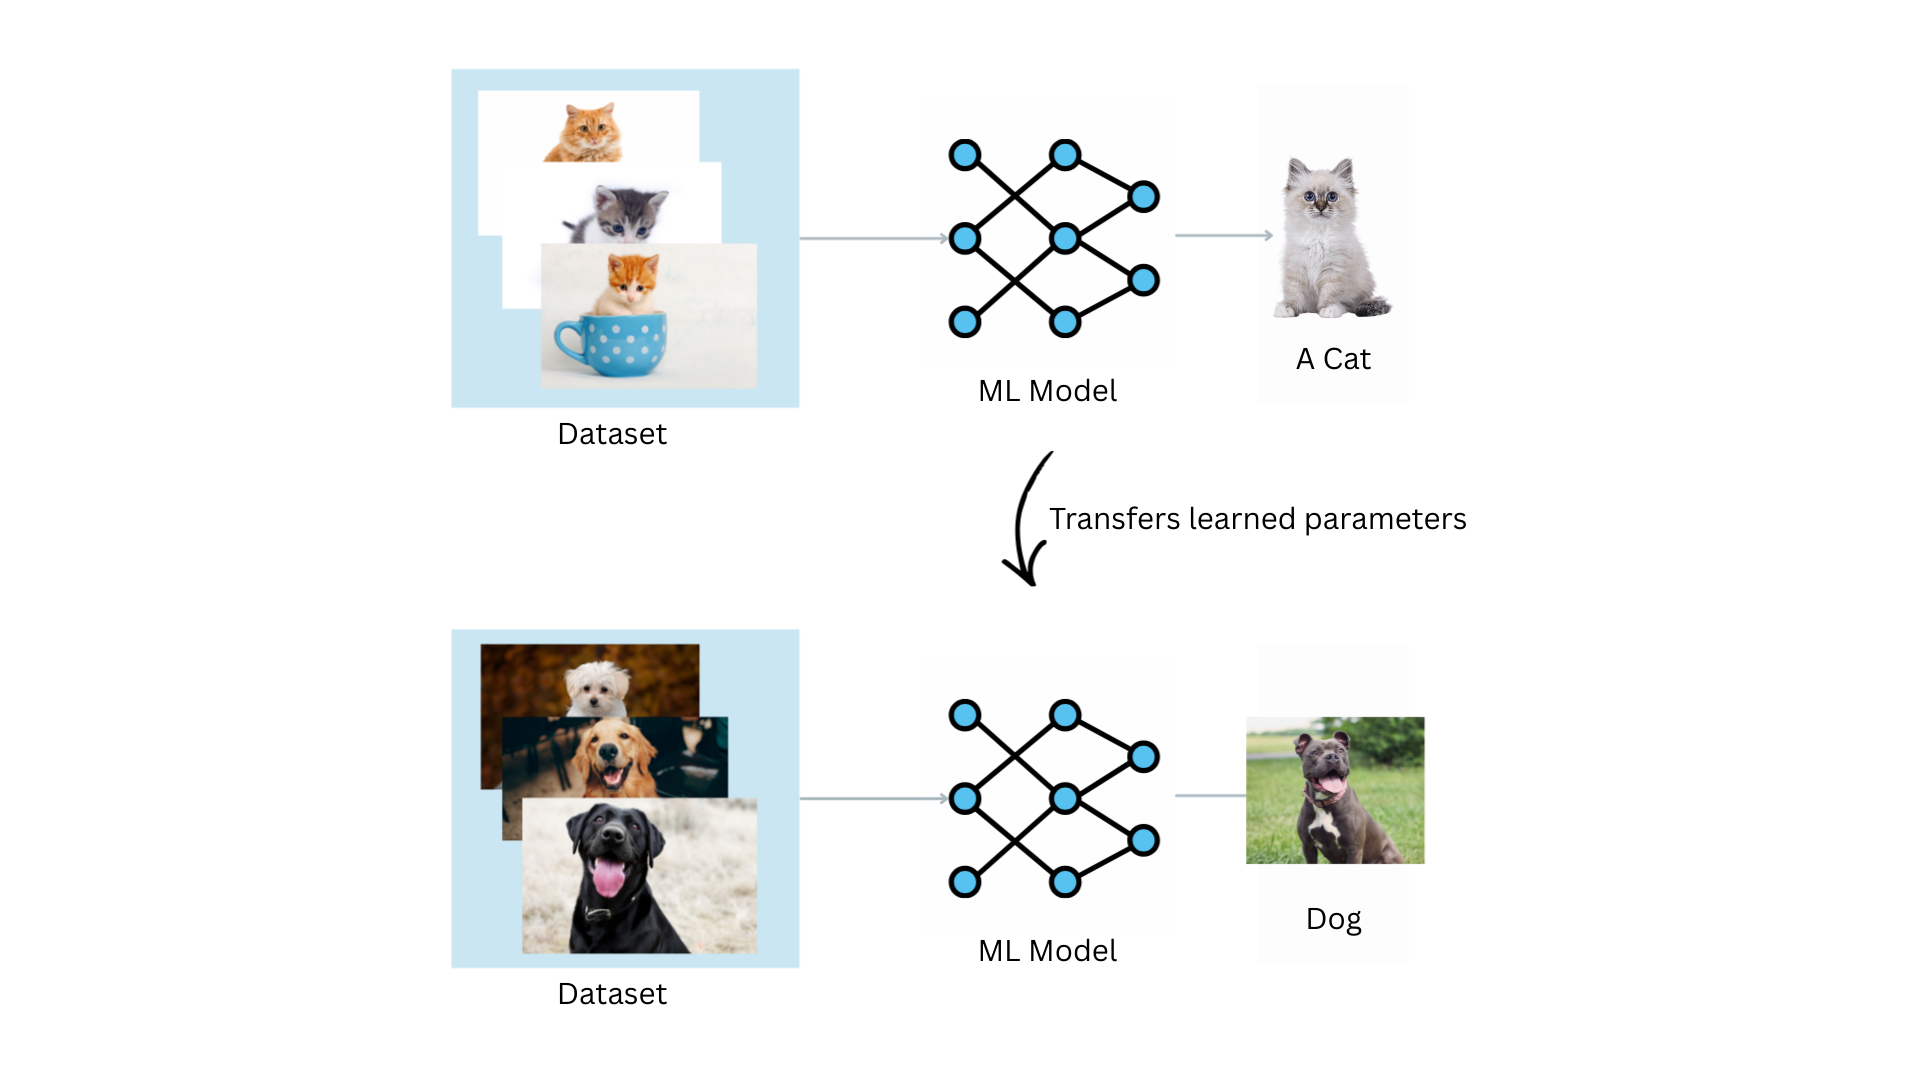 Dataset
ML Model
A Cat
Transfers learned parameters
Dataset
ML Model
Dog